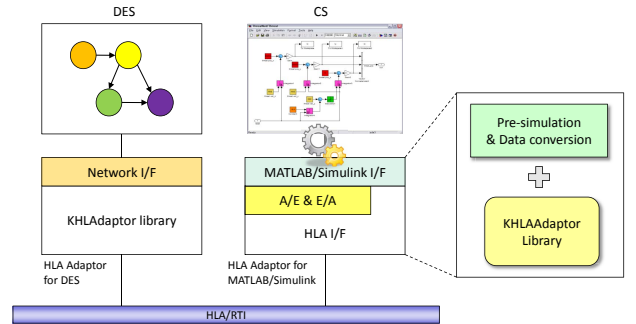 DES
CS
Network I/F
KHLAdaptor library
HLA Adaptor
for DES
MATLAB/Simulink I/F
A/E & E/A
HLA I/F
HLA Adaptor for
MATLAB/Simulink
Pre-simulation
& Data conversion
KHLAAdaptor
Library
HLA/RTI